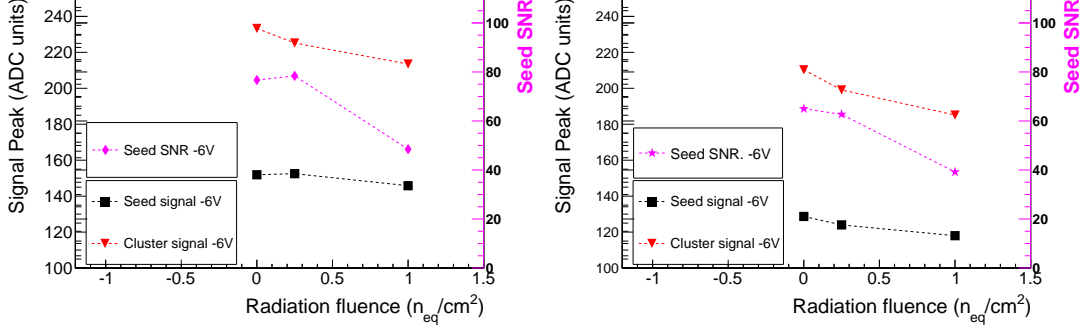 Signal Peak (ADC units)
240
220
200
180
160
140
120
100
Seed SNR -6V
Seed signal -6V
Cluster signal -6V
100
80
60
40
20
0
Seed SNR
-1 -0.5 0 0.5 1 1.5
Radiation fluence (n_eq/cm²)
Signal Peak (ADC units)
240
220
200
180
160
140
120
100
Seed SNR. -6V
Seed signal -6V
Cluster signal -6V
100
80
60
40
20
0
Seed SNR
-1 -0.5 0 0.5 1 1.5
Radiation fluence (n_eq/cm²)